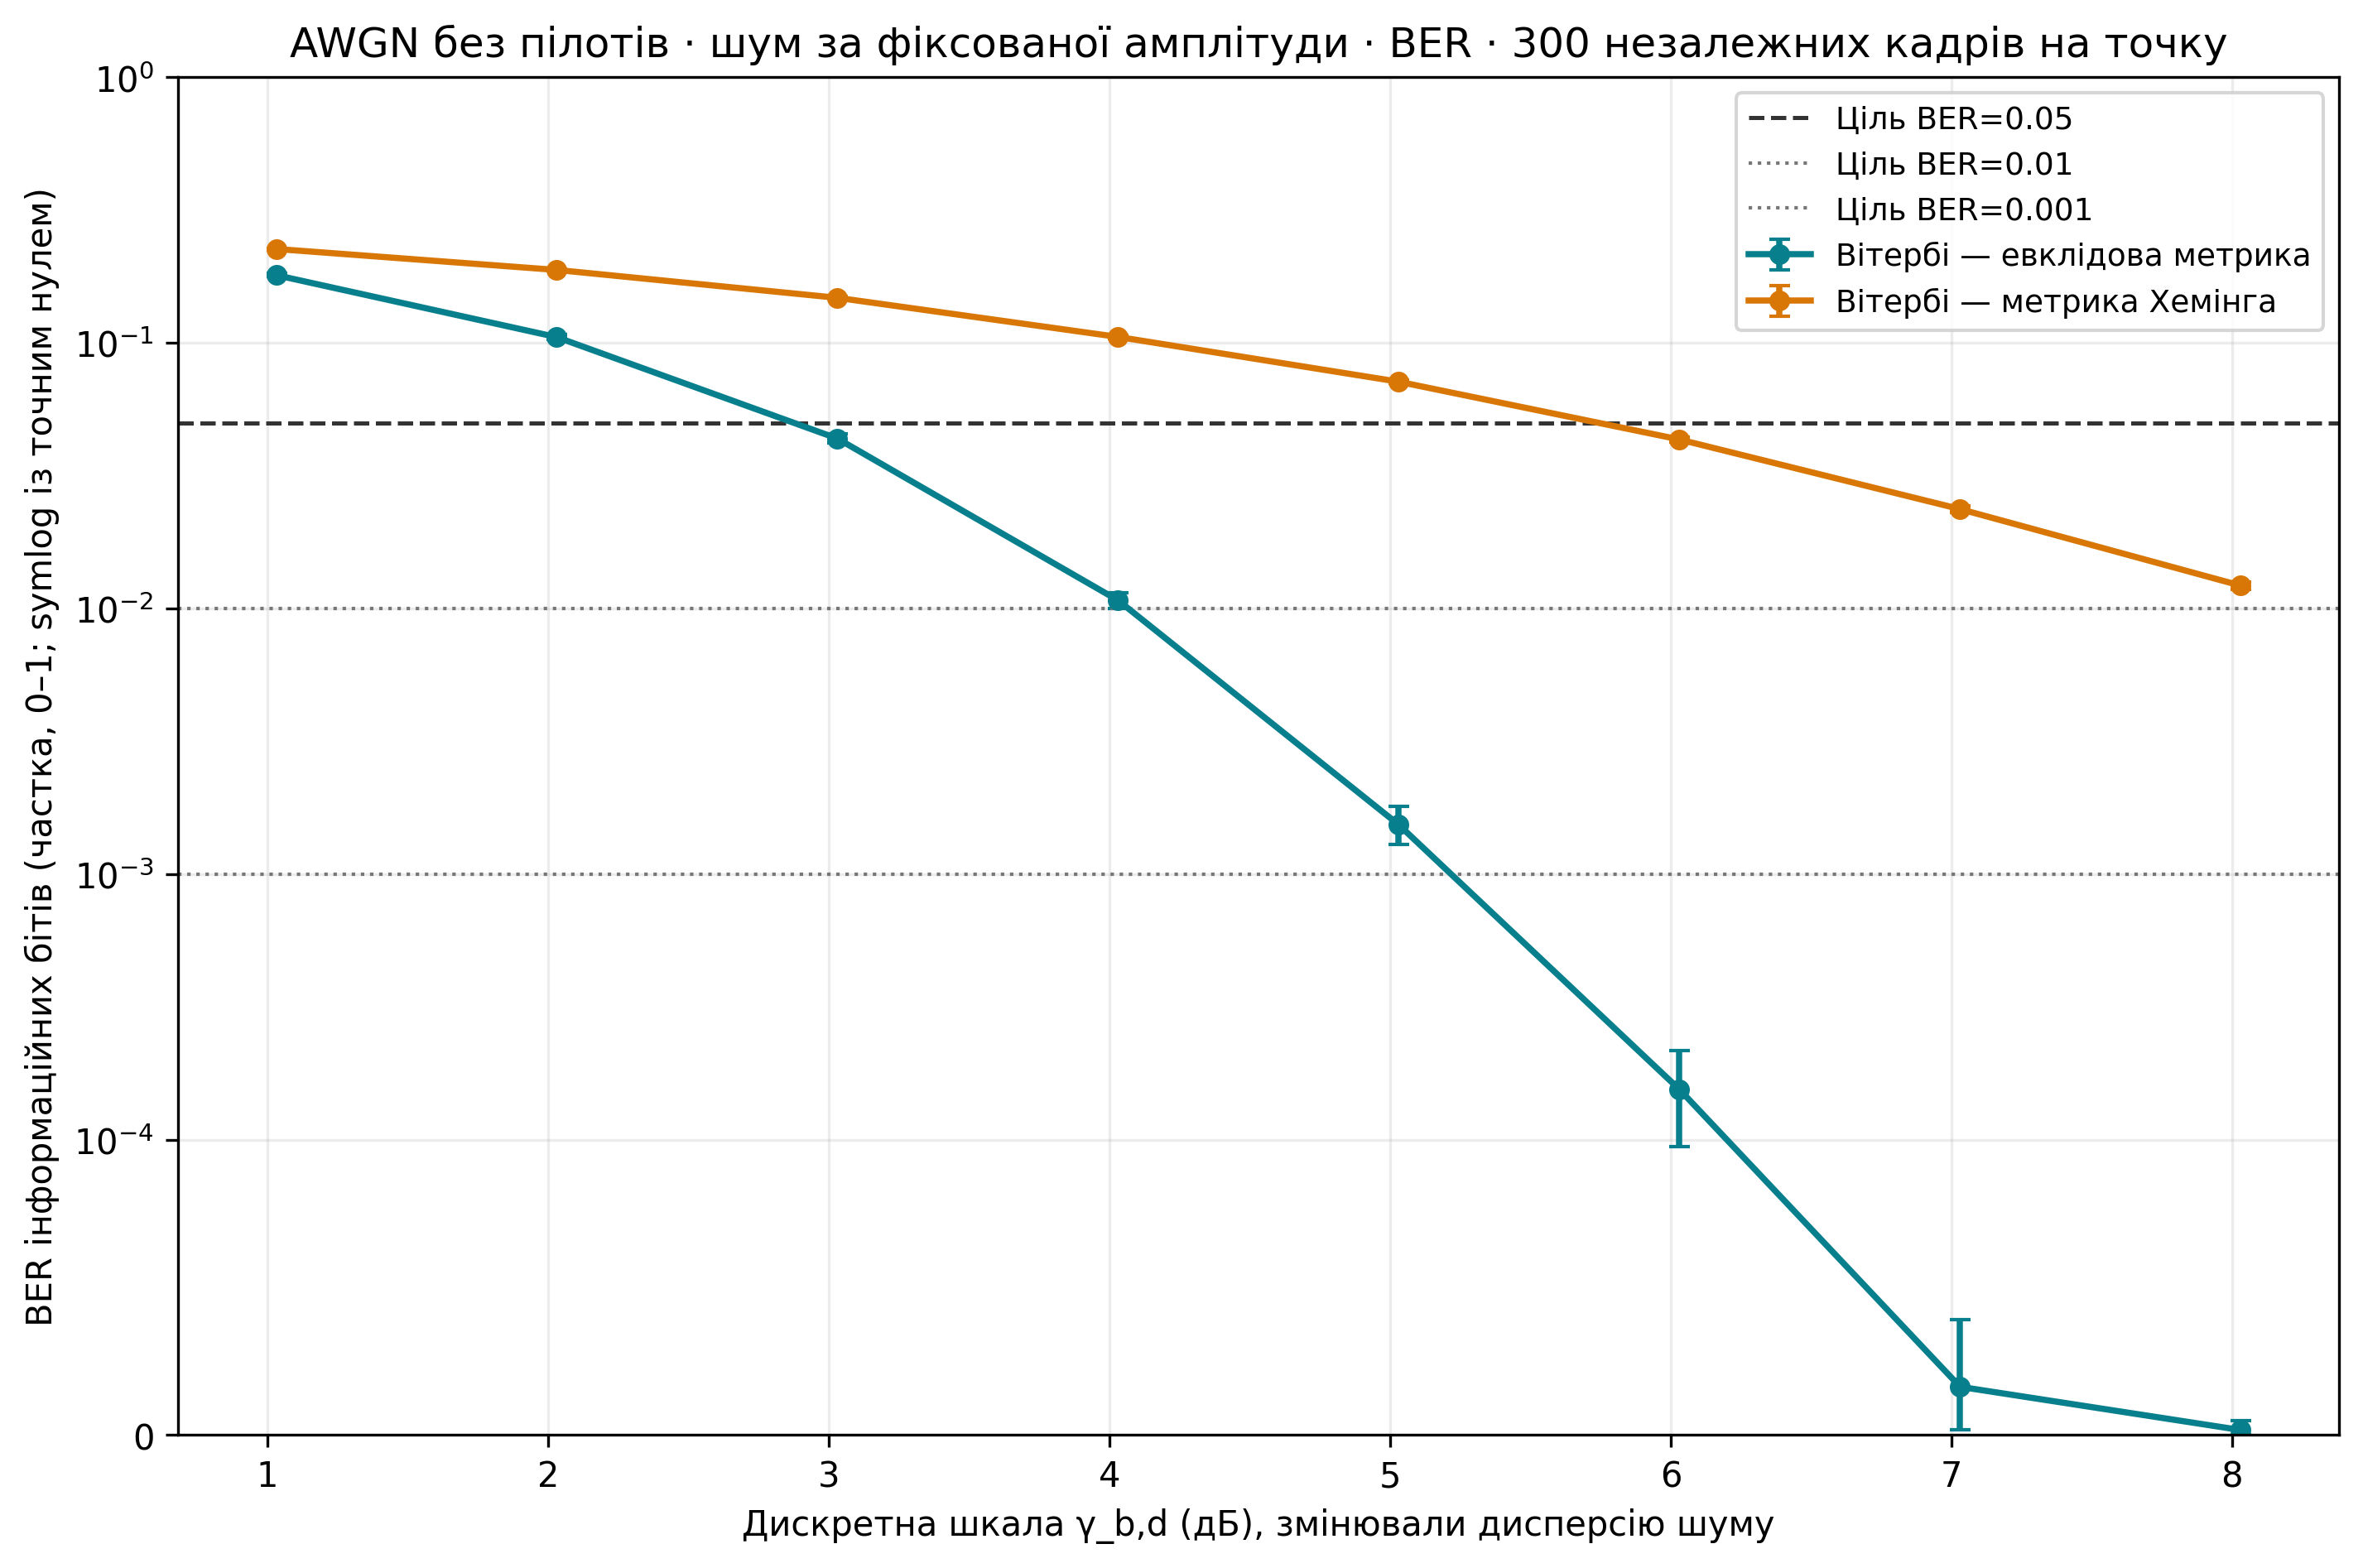 AWGN без пілотів · шум за фіксованої амплітуди · BER · 300 незалежних кадрів на точку
BER інформаційних бітів (частка, 0–1; symlog із точним нулем)
10⁰
10⁻¹
10⁻²
10⁻³
10⁻⁴
0
Ціль BER=0.05
Ціль BER=0.01
Ціль BER=0.001
Вітербі — евклідова метрика
Вітербі — метрика Хемінга
1 2 3 4 5 6 7 8
Дискретна шкала γ_b,d (дБ), змінювали дисперсію шуму